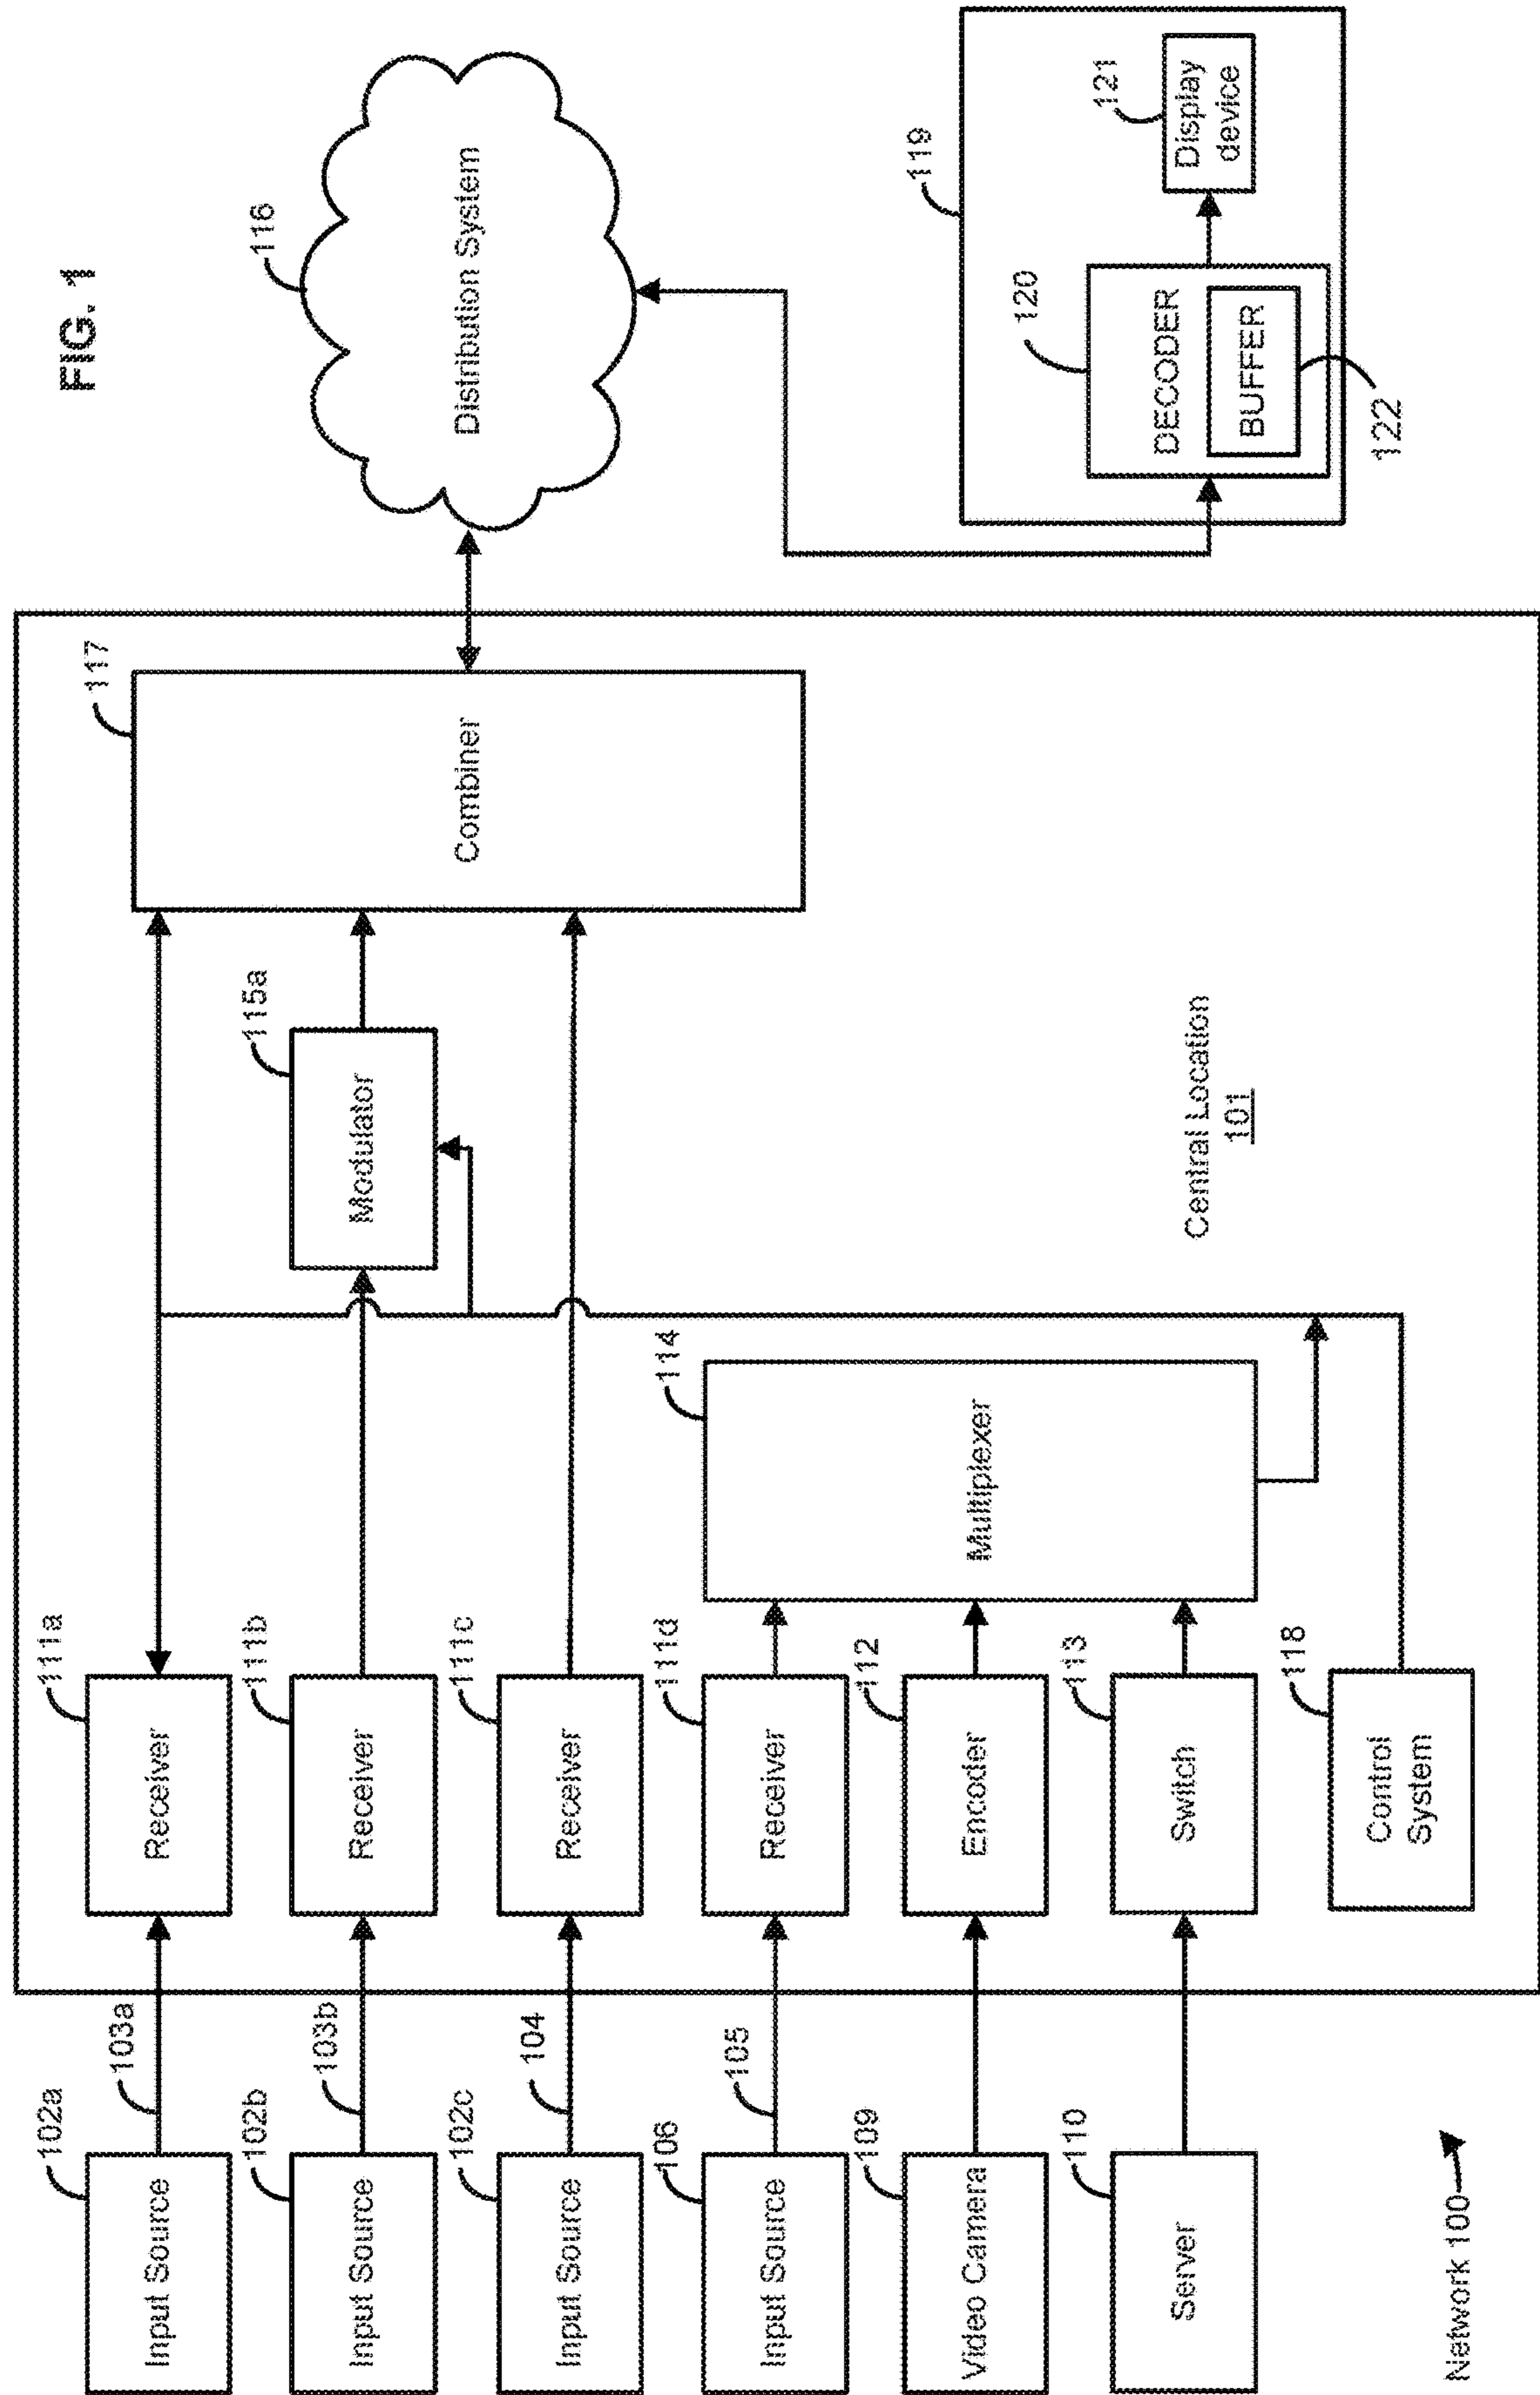 FIG. 1
102a
Input Source
103a
111a
Receiver
102b
Input Source
103b
111b
Receiver
115a
Modulator
117
Combiner
116
Distribution System
102c
Input Source
104
111c
Receiver
106
Input Source
105
111d
Receiver
114
Multiplexer
109
Video Camera
112
Encoder
110
Server
113
Switch
118
Control
System
Central Location
101
119
120
DECODER
BUFFER
122
121
Display
device
Network 100